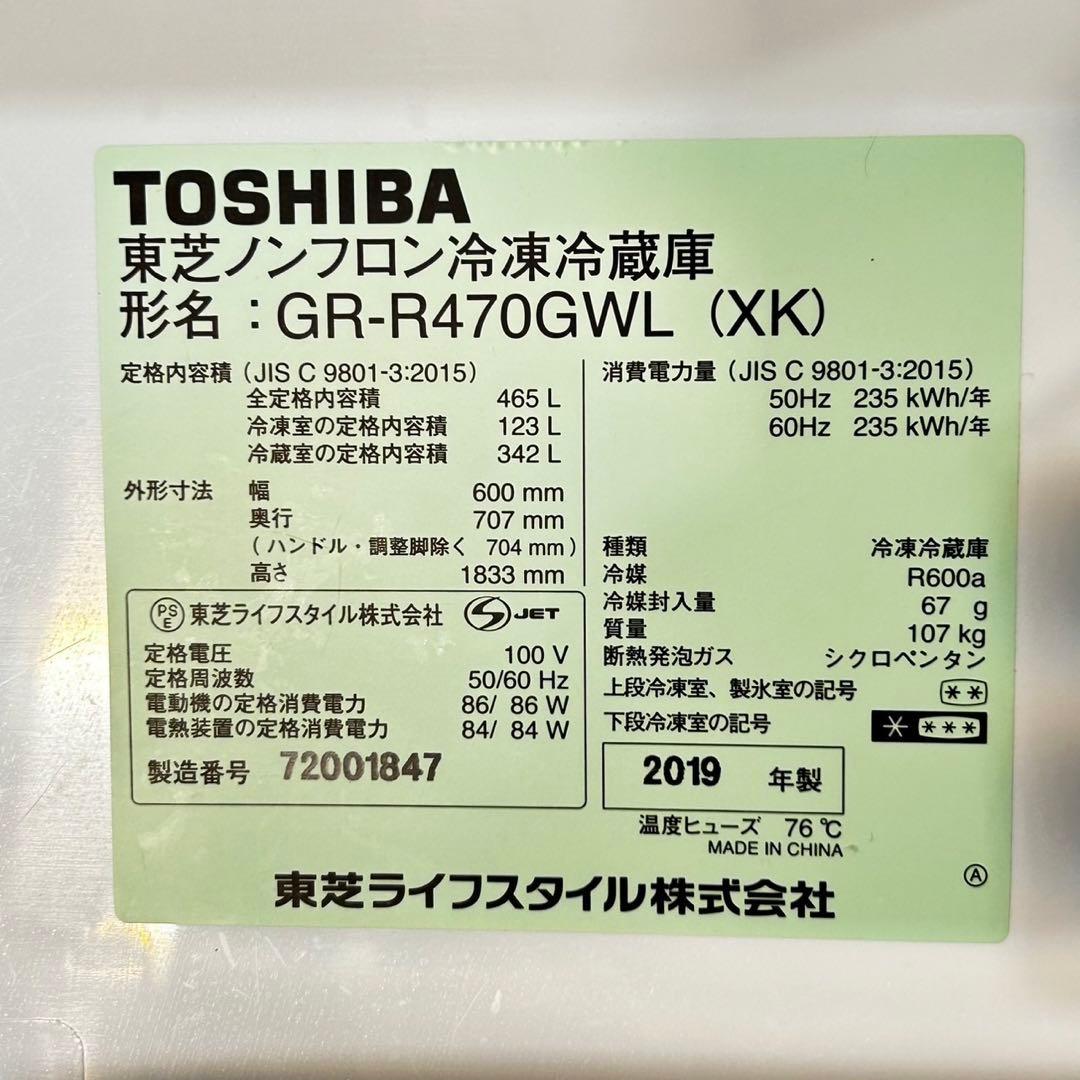 TOSHIBA
東芝ノンフロン冷凍冷蔵庫
形名：GR-R470GWL（XK）
定格内容積（JIS C 9801-3:2015）
全定格内容積 465 L
冷凍室の定格内容積 123 L
冷蔵室の定格内容積 342 L
外形寸法 幅 600 mm
奥行 707 mm
（ハンドル・調整脚除く 704 mm）
高さ 1833 mm
PSE 東芝ライフスタイル株式会社 S JET
定格電圧 100 V
定格周波数 50/60 Hz
電動機の定格消費電力 86/ 86 W
電熱装置の定格消費電力 84/ 84 W
製造番号 72001847
消費電力量（JIS C 9801-3:2015）
50Hz 235 kWh/年
60Hz 235 kWh/年
種類 冷凍冷蔵庫
冷媒 R600a
冷媒封入量 67 g
質量 107 kg
断熱発泡ガス シクロペンタン
上段冷凍室、製氷室の記号 **
下段冷凍室の記号 * ***
2019 年製
温度ヒューズ 76 ℃
MADE IN CHINA
東芝ライフスタイル株式会社
Ⓐ